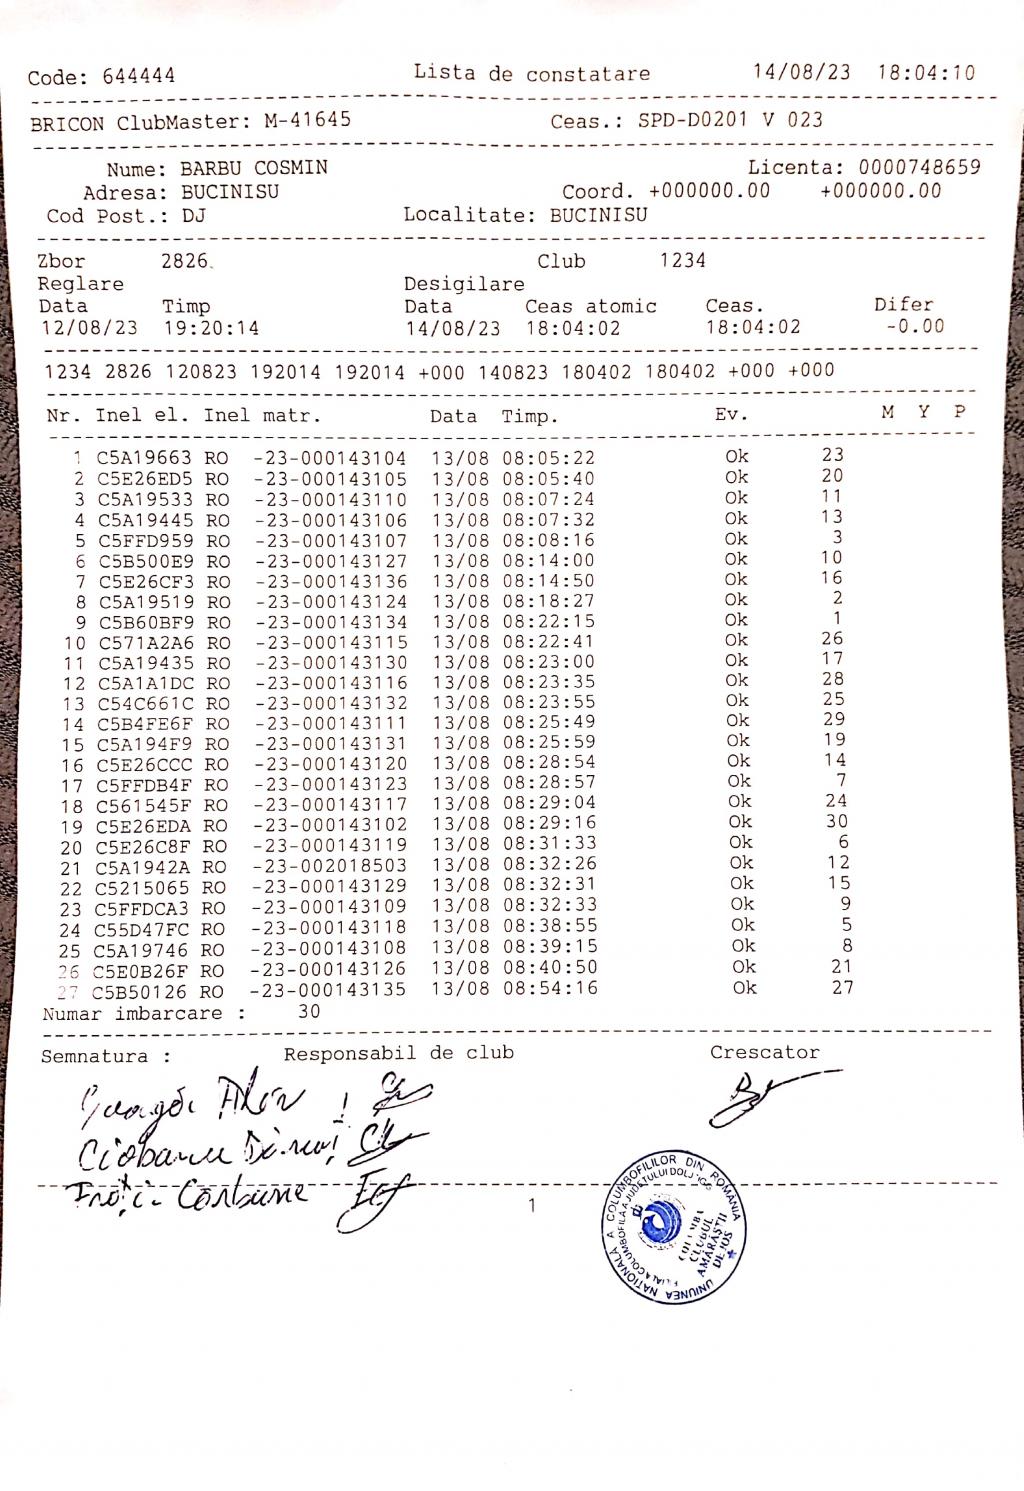 Code: 644444 Lista de constatare 14/08/23 18:04:10
BRICON ClubMaster: M-41645 Ceas.: SPD-D0201 V 023
Nume: BARBU COSMIN Licenta: 0000748659
Adresa: BUCINISU Coord. +000000.00 +000000.00
Cod Post.: DJ Localitate: BUCINISU
Zbor 2826 Club 1234
Reglare Desigilare
Data Timp Data Ceas atomic Ceas. Difer
12/08/23 19:20:14 14/08/23 18:04:02 18:04:02 -0.00
1234 2826 120823 192014 192014 +000 140823 180402 180402 +000 +000
Nr. Inel el. Inel matr. Data Timp. Ev. M Y P
1 C5A19663 RO -23-000143104 13/08 08:05:22 Ok 23
2 C5E26ED5 RO -23-000143105 13/08 08:05:40 Ok 20
3 C5A19533 RO -23-000143110 13/08 08:07:24 Ok 11
4 C5A19445 RO -23-000143106 13/08 08:07:32 Ok 13
5 C5FFD959 RO -23-000143107 13/08 08:08:16 Ok 3
6 C5B500E9 RO -23-000143127 13/08 08:14:00 Ok 10
7 C5E26CF3 RO -23-000143136 13/08 08:14:50 Ok 16
8 C5A19519 RO -23-000143124 13/08 08:18:27 Ok 2
9 C5B60BF9 RO -23-000143134 13/08 08:22:15 Ok 1
10 C571A2A6 RO -23-000143115 13/08 08:22:41 Ok 26
11 C5A19435 RO -23-000143130 13/08 08:23:00 Ok 17
12 C5A1A1DC RO -23-000143116 13/08 08:23:35 Ok 28
13 C54C661C RO -23-000143132 13/08 08:23:55 Ok 25
14 C5B4FE6F RO -23-000143111 13/08 08:25:49 Ok 29
15 C5A194F9 RO -23-000143131 13/08 08:25:59 Ok 19
16 C5E26CCC RO -23-000143120 13/08 08:28:54 Ok 14
17 C5FFDB4F RO -23-000143123 13/08 08:28:57 Ok 7
18 C561545F RO -23-000143117 13/08 08:29:04 Ok 24
19 C5E26EDA RO -23-000143102 13/08 08:29:16 Ok 30
20 C5E26C8F RO -23-000143119 13/08 08:31:33 Ok 6
21 C5A1942A RO -23-002018503 13/08 08:32:26 Ok 12
22 C5215065 RO -23-000143129 13/08 08:32:31 Ok 15
23 C5FFDCA3 RO -23-000143109 13/08 08:32:33 Ok 9
24 C55D47FC RO -23-000143118 13/08 08:38:55 Ok 5
25 C5A19746 RO -23-000143108 13/08 08:39:15 Ok 8
26 C5E0B26F RO -23-000143126 13/08 08:40:50 Ok 21
27 C5B50126 RO -23-000143135 13/08 08:54:16 Ok 27
Numar imbarcare : 30
Semnatura : Responsabil de club Crescator
Ciobanu
1
UNIUNEA NATIONALA A COLUMBOFILILOR DIN ROMANIA
FILIALA COLUMBOFILA A JUDETULUI DOLJ
COLUMBA
CLUBUL
AMARASTII
DE JOS